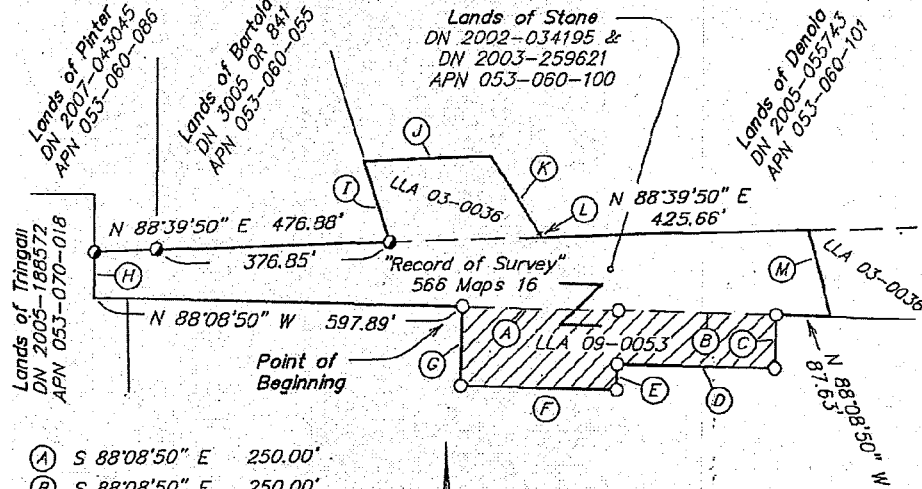 Lands of Pinter
DN 2007-043045
APN 053-060-086
Lands of Bartola
DN 3005 OR 841
APN 053-060-055
Lands of Stone
DN 2002-034195 &
DN 2003-259621
APN 053-060-100
Lands of Denola
DN 2005-055743
APN 053-060-101
J
K
I
LLA 03-0036
L
N 88°39'50" E
425.66'
N 88°39'50" E 476.88'
376.85'
H
"Record of Survey"
566 Maps 16
M
LLA 03-0036
Lands of Tringali
DN 2005-188572
APN 053-070-018
N 88°08'50" W 597.89'
A
B
C
LLA 09-0053
Point of
Beginning
G
E
D
F
N 88°08'50" W
87.63'
A S 88°08'50" E 250.00'
B S 88°08'50" E 250.00'